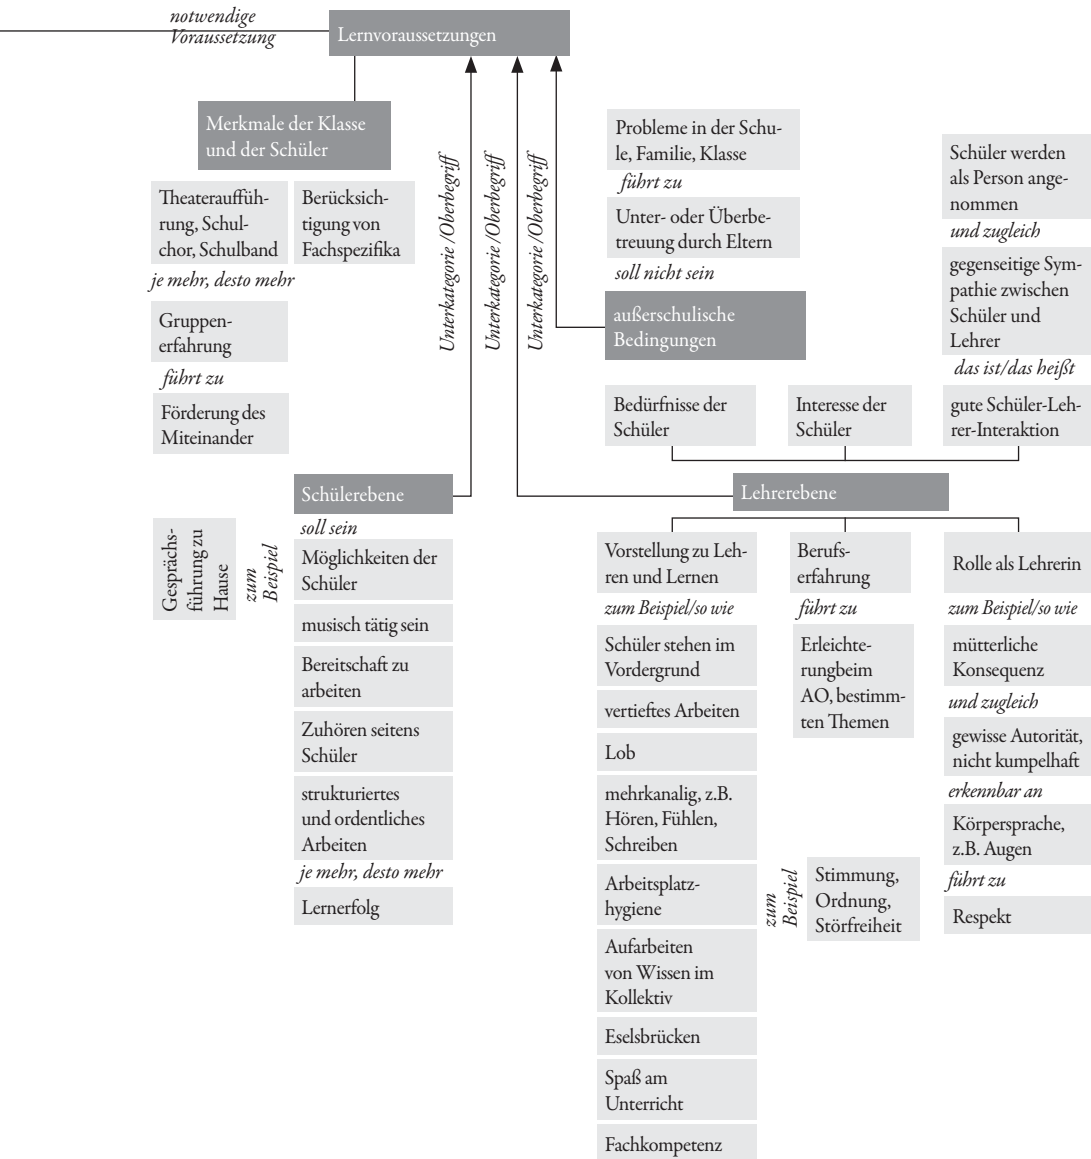 notwendige
Voraussetzung
Lernvoraussetzungen
Merkmale der Klasse
und der Schüler
Theaterauffüh-
rung, Schul-
chor, Schulband
Berücksich-
tigung von
Fachspezifika
je mehr, desto mehr
Gruppen-
erfahrung
führt zu
Förderung des
Miteinander
Unterkategorie /Oberbegriff
Unterkategorie /Oberbegriff
Unterkategorie /Oberbegriff
Probleme in der Schu-
le, Familie, Klasse
führt zu
Unter- oder Überbe-
treuung durch Eltern
soll nicht sein
außerschulische
Bedingungen
Schüler werden
als Person ange-
nommen
und zugleich
gegenseitige Sym-
pathie zwischen
Schüler und
Lehrer
das ist/das heißt
Bedürfnisse der
Schüler
Interesse der
Schüler
gute Schüler-Leh-
rer-Interaktion
Schülerebene
soll sein
Gesprächs-
führung zu
Hause
zum
Beispiel
Möglichkeiten der
Schüler
musisch tätig sein
Bereitschaft zu
arbeiten
Zuhören seitens
Schüler
strukturiertes
und ordentliches
Arbeiten
je mehr, desto mehr
Lernerfolg
Lehrerebene
Vorstellung zu Leh-
ren und Lernen
zum Beispiel/so wie
Schüler stehen im
Vordergrund
vertieftes Arbeiten
Lob
mehrkanalig, z.B.
Hören, Fühlen,
Schreiben
Arbeitsplatz-
hygiene
zum
Beispiel
Stimmung,
Ordnung,
Störfreiheit
Aufarbeiten
von Wissen im
Kollektiv
Eselsbrücken
Spaß am
Unterricht
Fachkompetenz
Berufs-
erfahrung
führt zu
Erleichte-
rungbeim
AO, bestimm-
ten Themen
Rolle als Lehrerin
zum Beispiel/so wie
mütterliche
Konsequenz
und zugleich
gewisse Autorität,
nicht kumpelhaft
erkennbar an
Körpersprache,
z.B. Augen
führt zu
Respekt